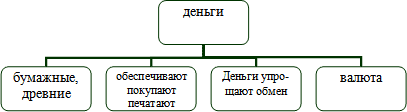 деньги
бумажные,
древние
обеспечивают
покупают
печатают
Деньги упро-
щают обмен
валюта